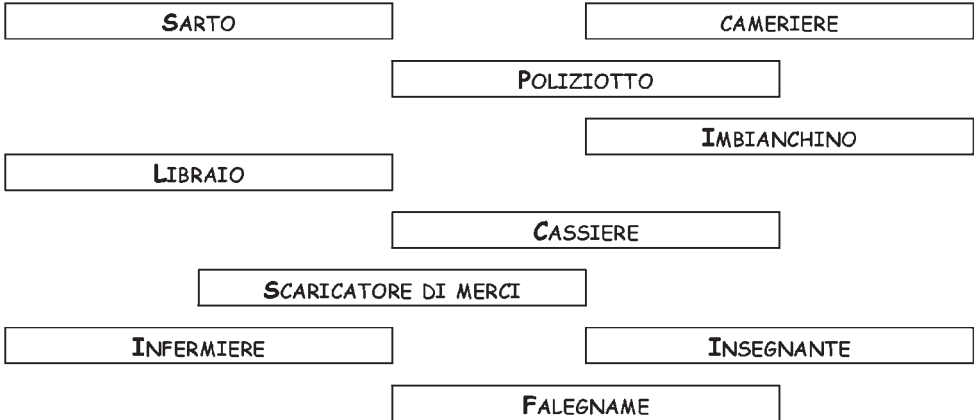 SARTO
CAMERIERE
POLIZIOTTO
IMBIANCHINO
LIBRAIO
CASSIERE
SCARICATORE DI MERCI
INFERMIERE
INSEGNANTE
FALEGNAME